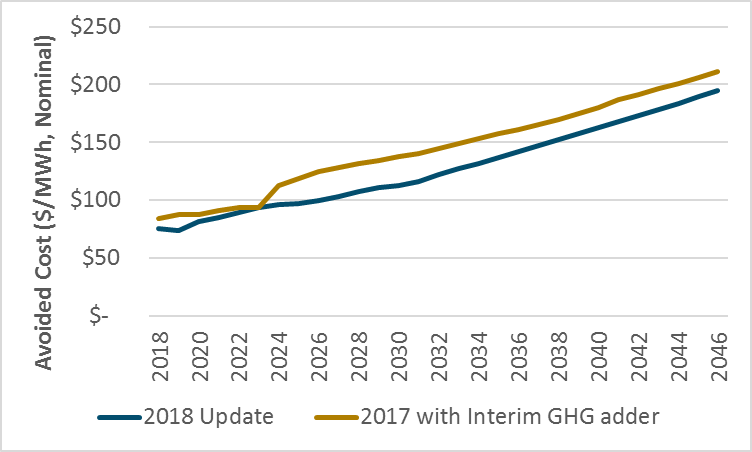 Avoided Cost ($/MWh, Nominal)
$250
$200
$150
$100
$50
$-
2018 2020 2022 2024 2026 2028 2030 2032 2034 2036 2038 2040 2042 2044 2046
2018 Update 2017 with Interim GHG adder